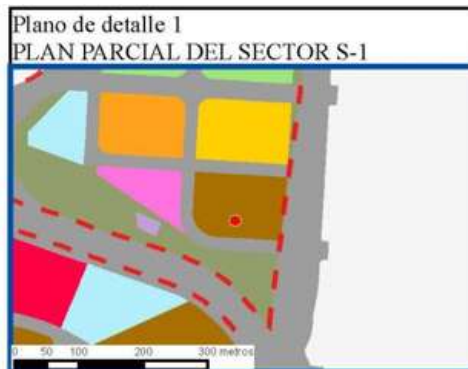 Plano de detalle 1
PLAN PARCIAL DEL SECTOR S-1
0 50 100 200 300 metros